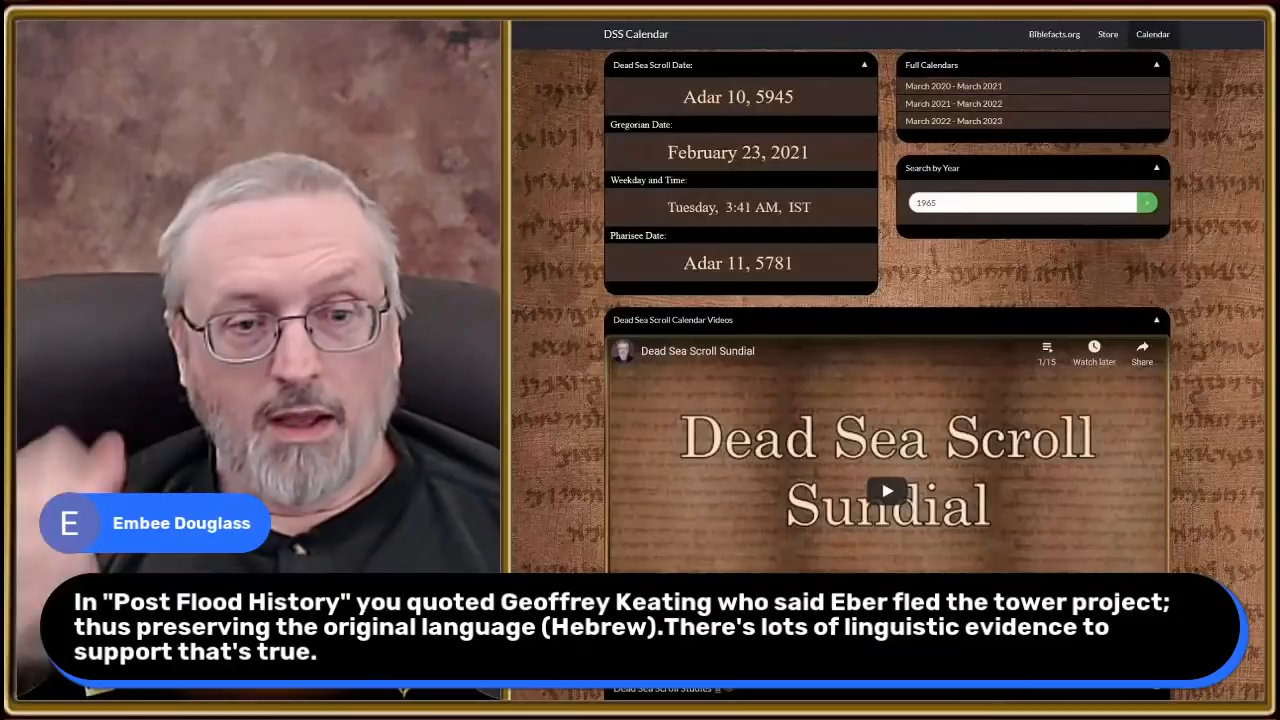 DSS Calendar
Biblefacts.org Store Calendar
Dead Sea Scroll Date:
Adar 10, 5945
Gregorian Date:
February 23, 2021
Weekday and Time:
Tuesday, 3:41 AM, IST
Pharisee Date:
Adar 11, 5781
Full Calendars
March 2020 - March 2021
March 2021 - March 2022
March 2022 - March 2023
Search by Year
1965
Dead Sea Scroll Calendar Videos
Dead Sea Scroll Sundial
1/15 Watch later Share
Dead Sea Scroll
Sundial
E Embee Douglass
In "Post Flood History" you quoted Geoffrey Keating who said Eber fled the tower project;
thus preserving the original language (Hebrew).There's lots of linguistic evidence to
support that's true.
Dead Sea Scroll Studies